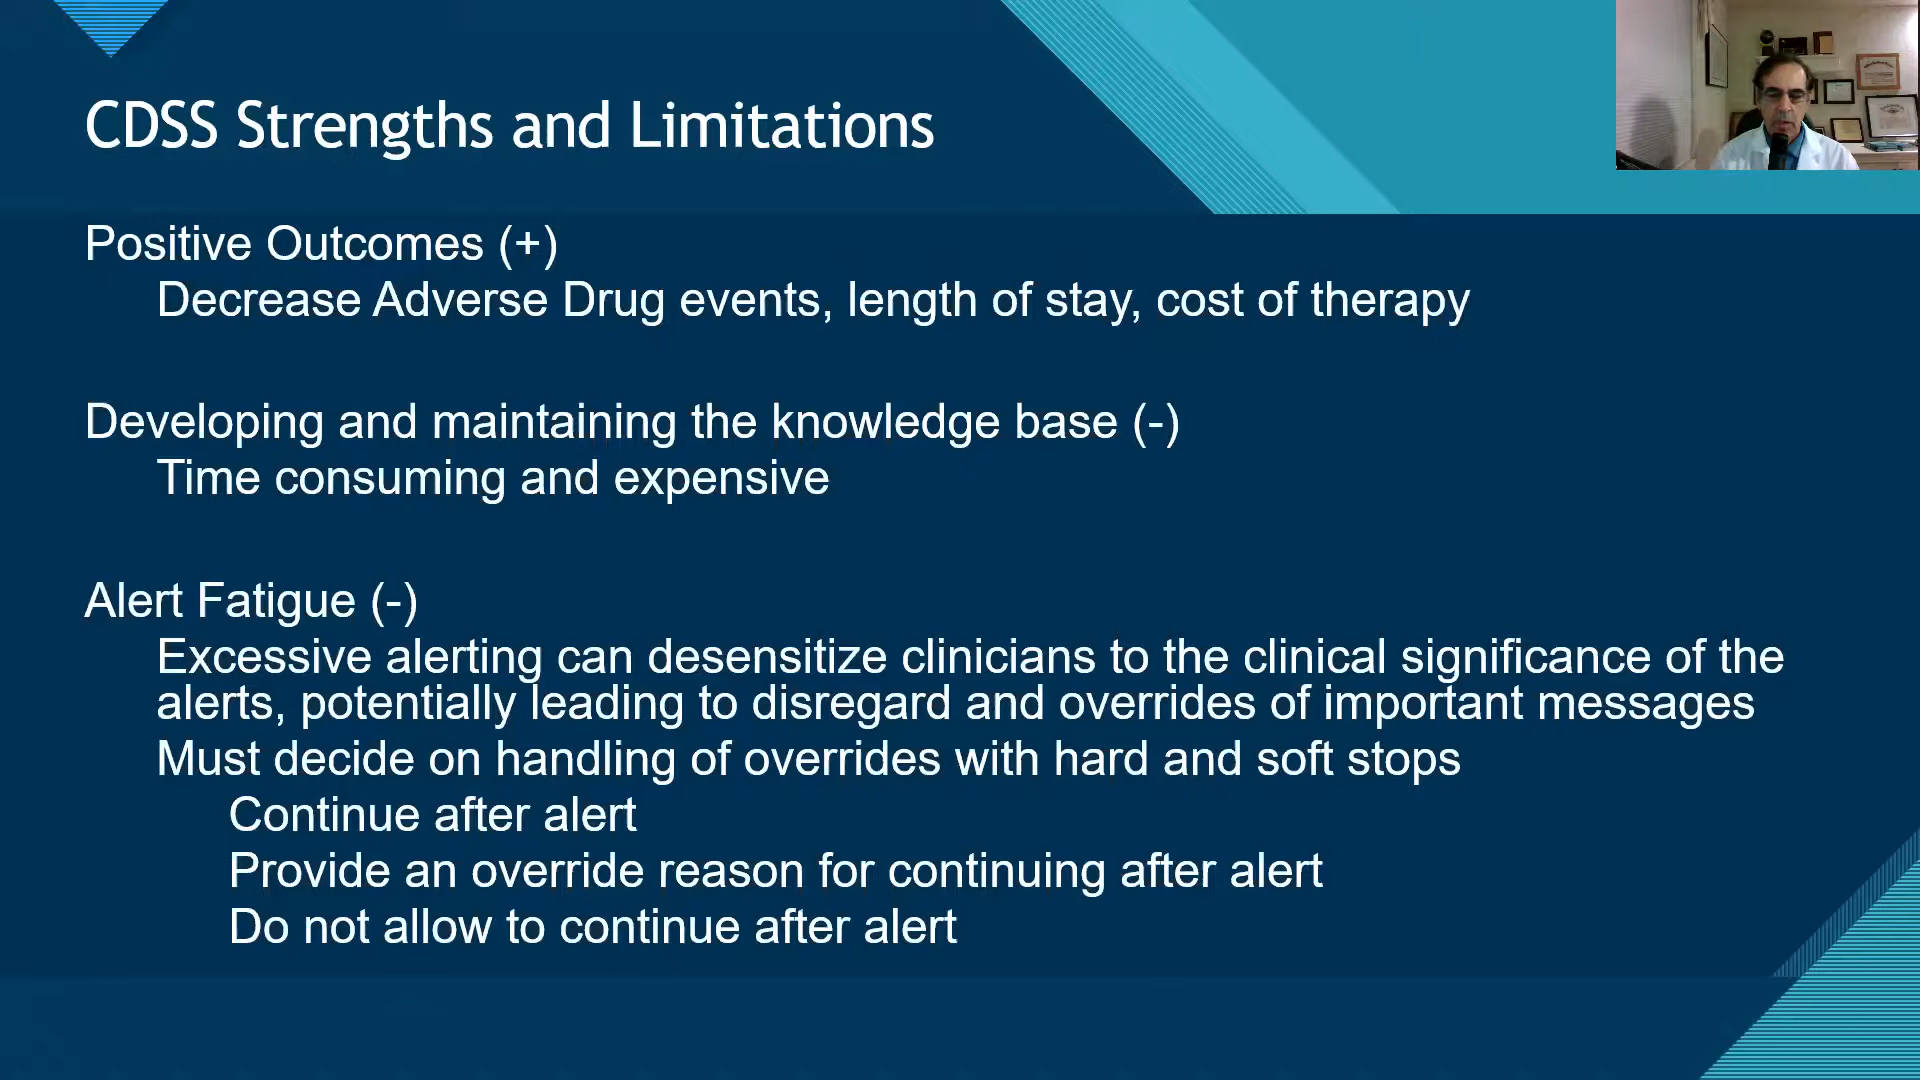 CDSS Strengths and Limitations
Positive Outcomes (+)
Decrease Adverse Drug events, length of stay, cost of therapy
Developing and maintaining the knowledge base (-)
Time consuming and expensive
Alert Fatigue (-)
Excessive alerting can desensitize clinicians to the clinical significance of the
alerts, potentially leading to disregard and overrides of important messages
Must decide on handling of overrides with hard and soft stops
Continue after alert
Provide an override reason for continuing after alert
Do not allow to continue after alert